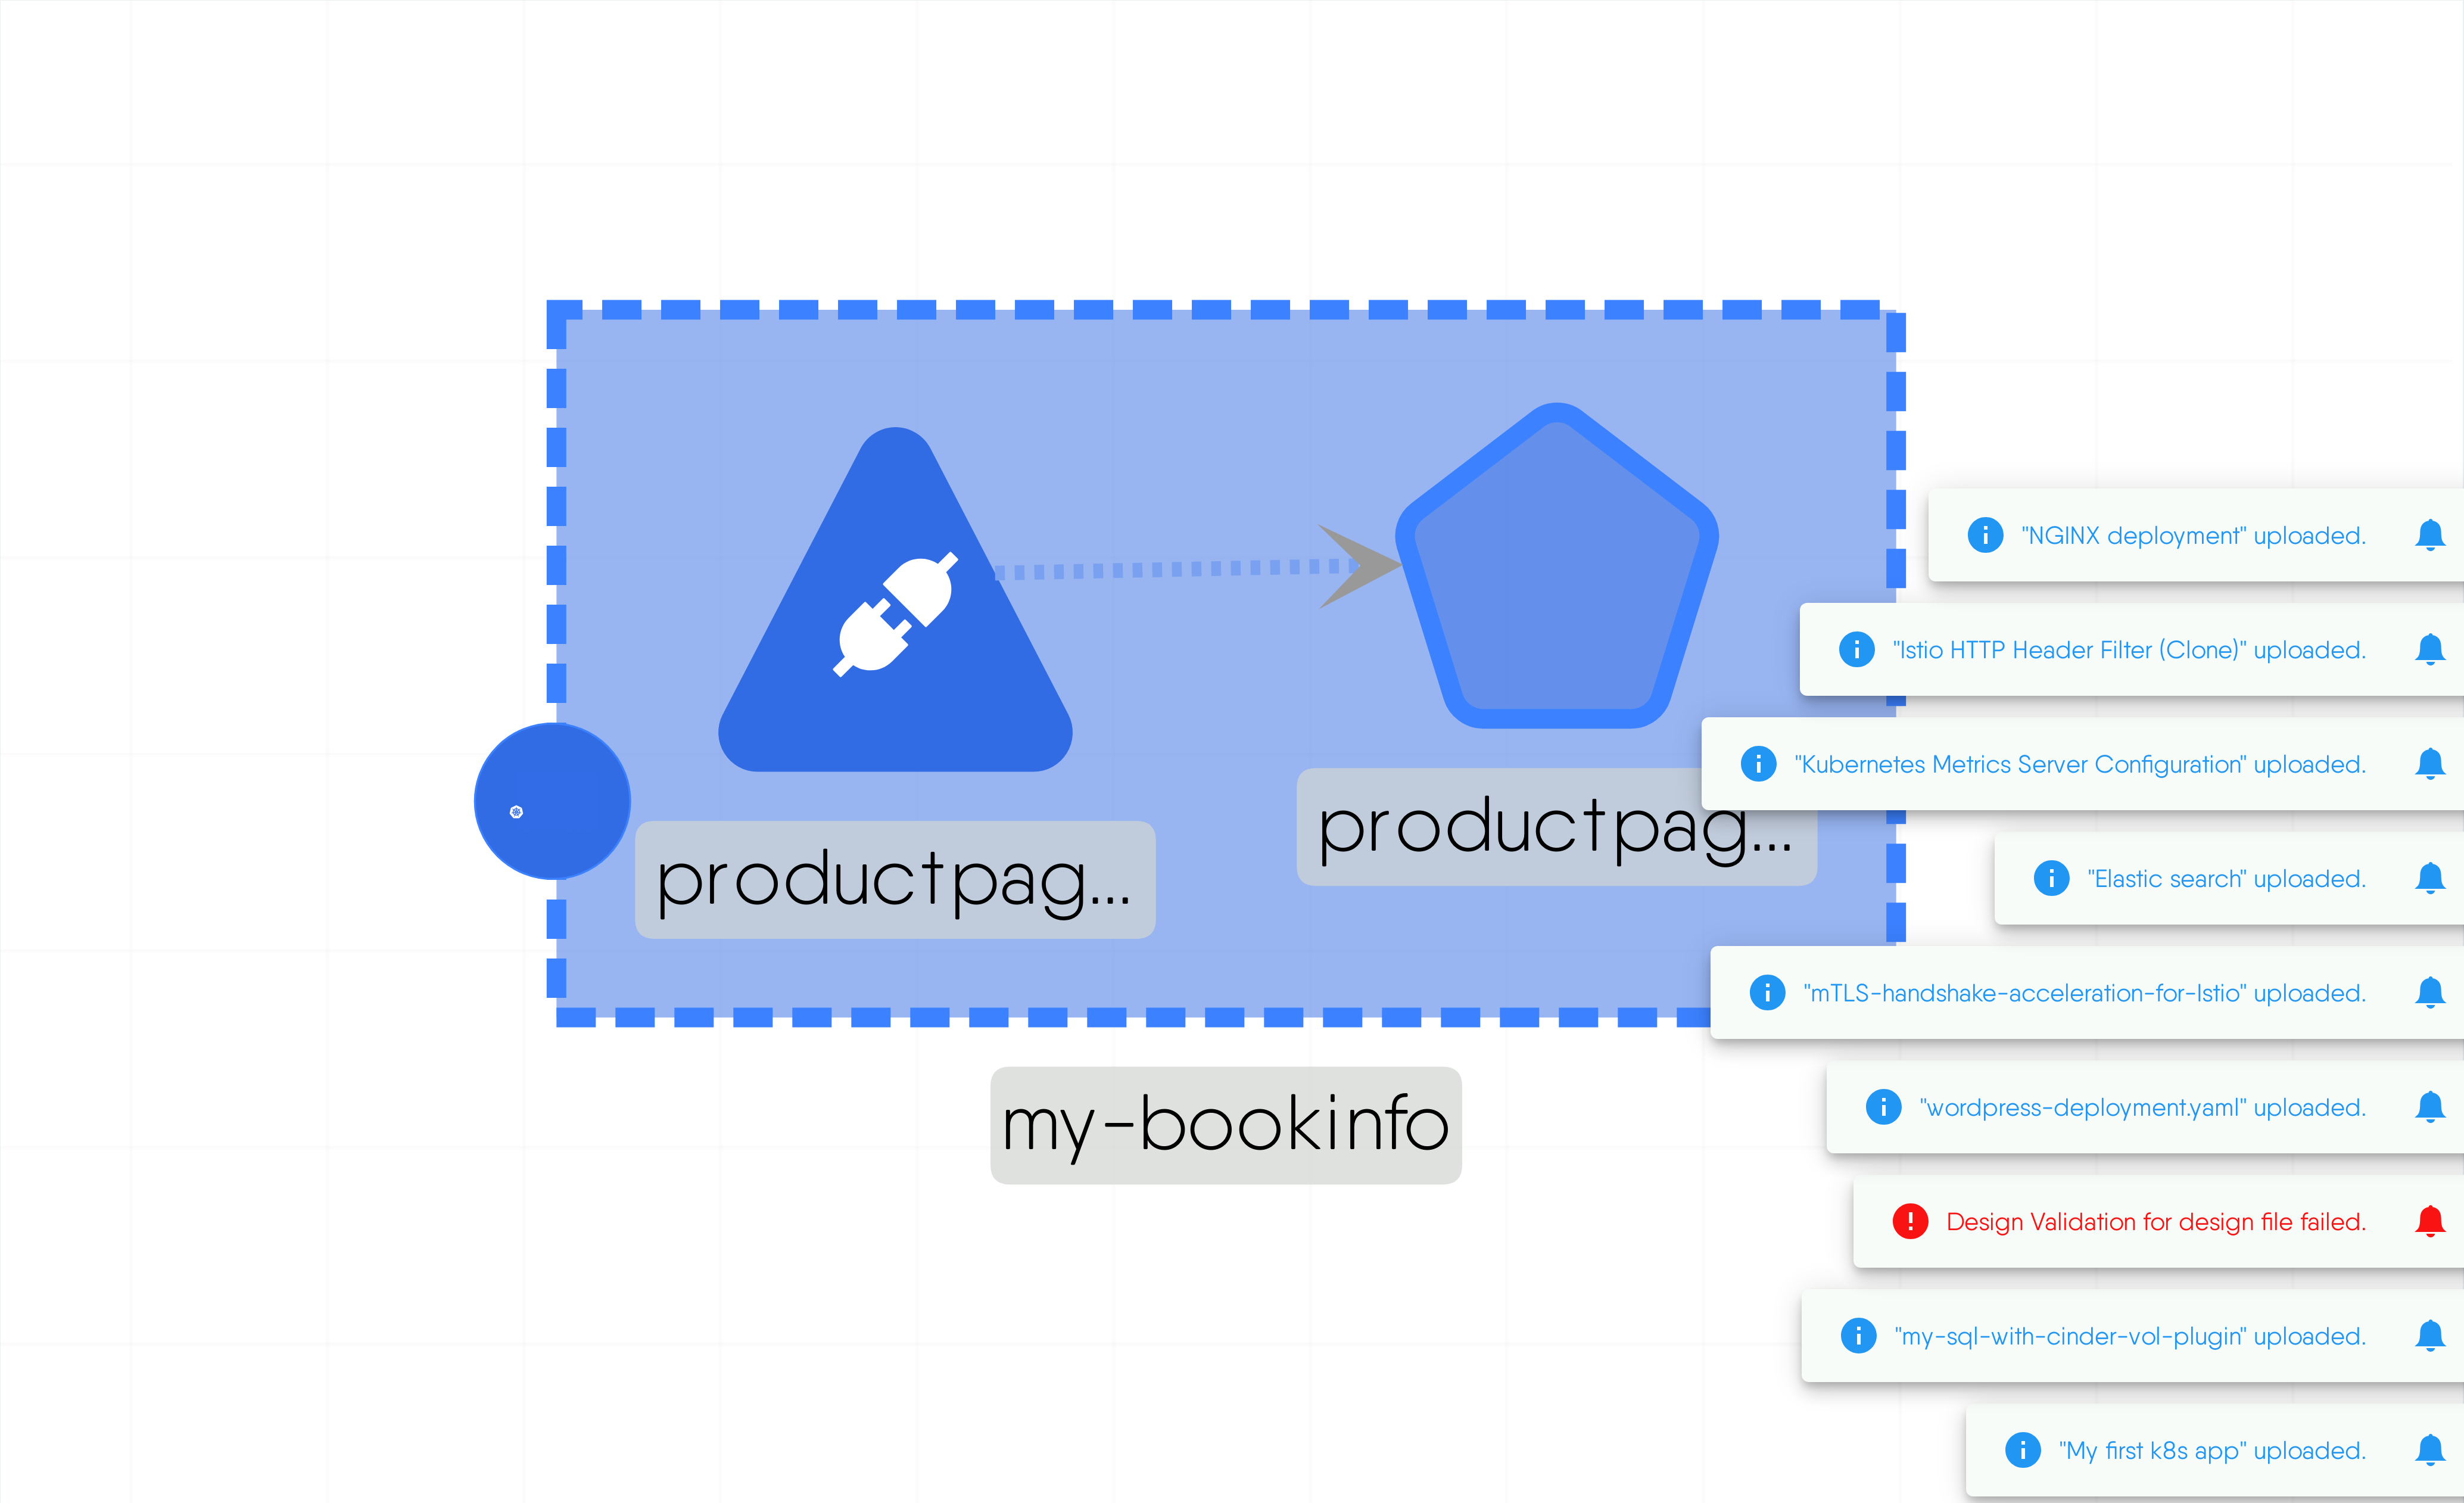 "NGINX deployment" uploaded.
"Istio HTTP Header Filter (Clone)" uploaded.
"Kubernetes Metrics Server Configuration" uploaded.
productpag...
productpag...
"Elastic search" uploaded.
"mTLS-handshake-acceleration-for-Istio" uploaded.
my-bookinfo
"wordpress-deployment.yaml" uploaded.
Design Validation for design file failed.
"my-sql-with-cinder-vol-plugin" uploaded.
"My first k8s app" uploaded.